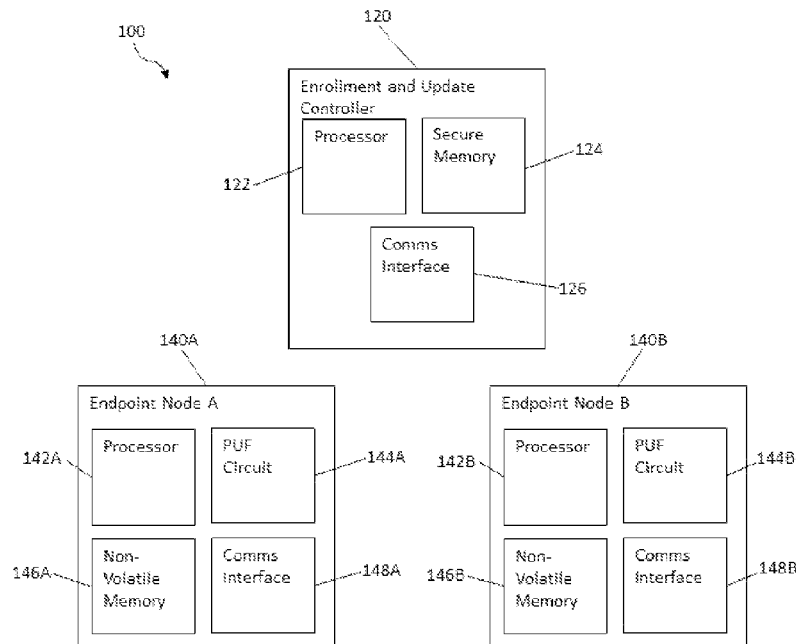 100
120
Enrollment and Update
Controller
Processor
Secure
Memory
122
124
Comms
Interface
126
140A
140B
Endpoint Node A
Processor
PUF
Circuit
142A
144A
Non-
Volatile
Memory
Comms
Interface
146A
148A
Endpoint Node B
Processor
PUF
Circuit
142B
144B
Non-
Volatile
Memory
Comms
Interface
146B
148B